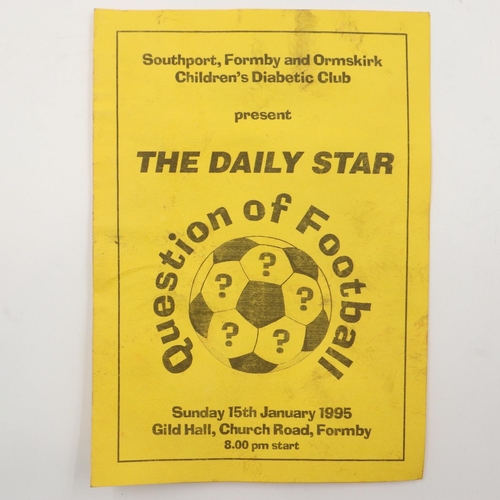 Southport, Formby and Ormskirk
Children's Diabetic Club
present
THE DAILY STAR
Question of Football
?
? ?
? ?
Sunday 15th January 1995
Gild Hall, Church Road, Formby
8.00 pm start